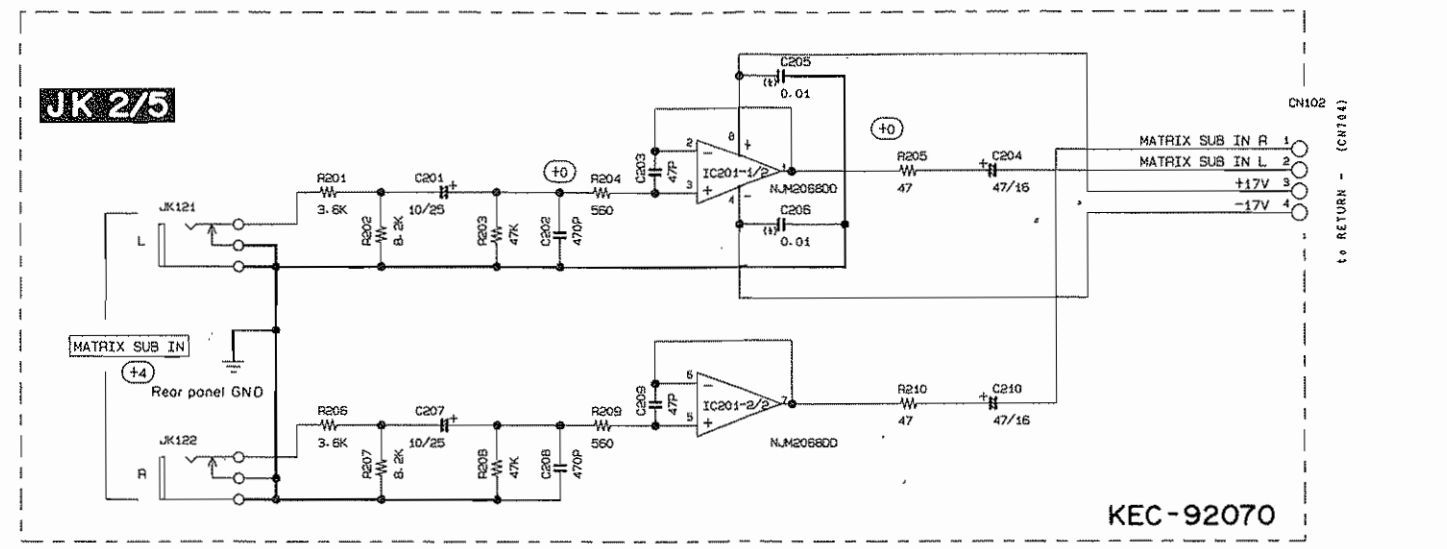 JK 2/5
C205
(t)
0.01
CN102
to RETURN - (CN104)
+0
8
+
2
−
C203
47P
IC201-1/2
1
NJM2068DD
3
+
4
−
C206
(t)
0.01
R205
47
+
C204
47/16
MATRIX SUB IN R 1
MATRIX SUB IN L 2
+17V 3
-17V 4
JK121
L
R201
3.6K
R202
8.2K
C201
+
10/25
R203
47K
+0
C202
470P
R204
560
MATRIX SUB IN
+4
Rear panel GND
JK122
R
R206
3.6K
R207
8.2K
C207
+
10/25
R208
47K
C208
470P
R209
560
C209
47P
6
−
5
+
IC201-2/2
7
NJM2068DD
R210
47
+
C210
47/16
KEC-92070